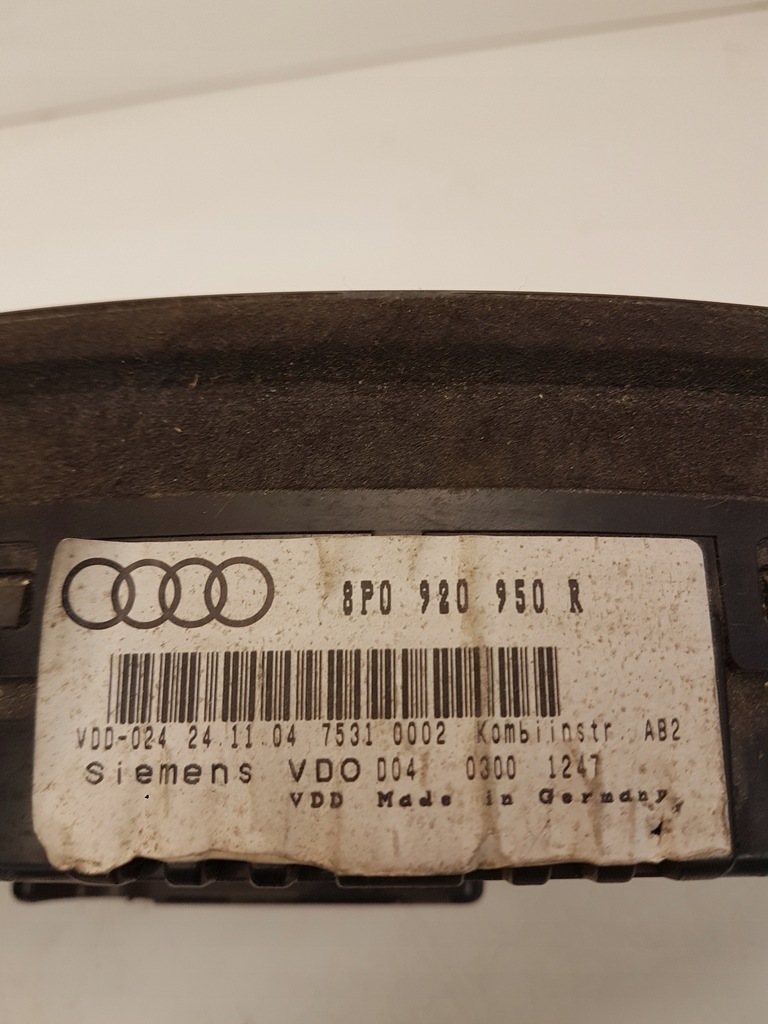 8P0 920 950 R
VDD-024 24.11.04 7531 0002 Kombiinstr. AB2
Siemens VDO D04 0300 1247
VDD Made in Germany